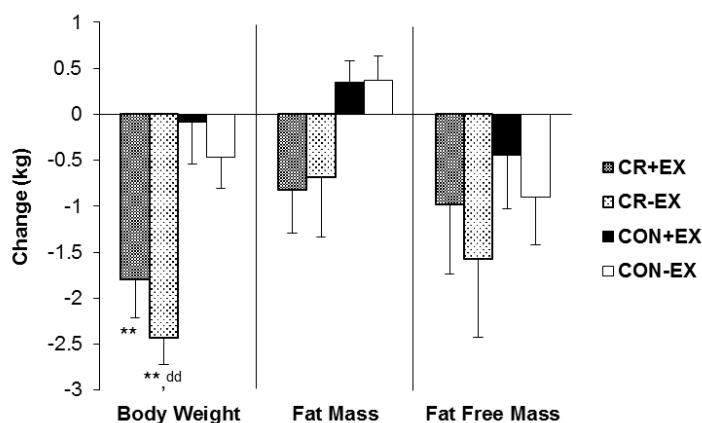 1
0.5
0
-0.5
-1
-1.5
-2
-2.5
-3
Change (kg)
**
**, dd
Body Weight
Fat Mass
Fat Free Mass
CR+EX
CR-EX
CON+EX
CON-EX